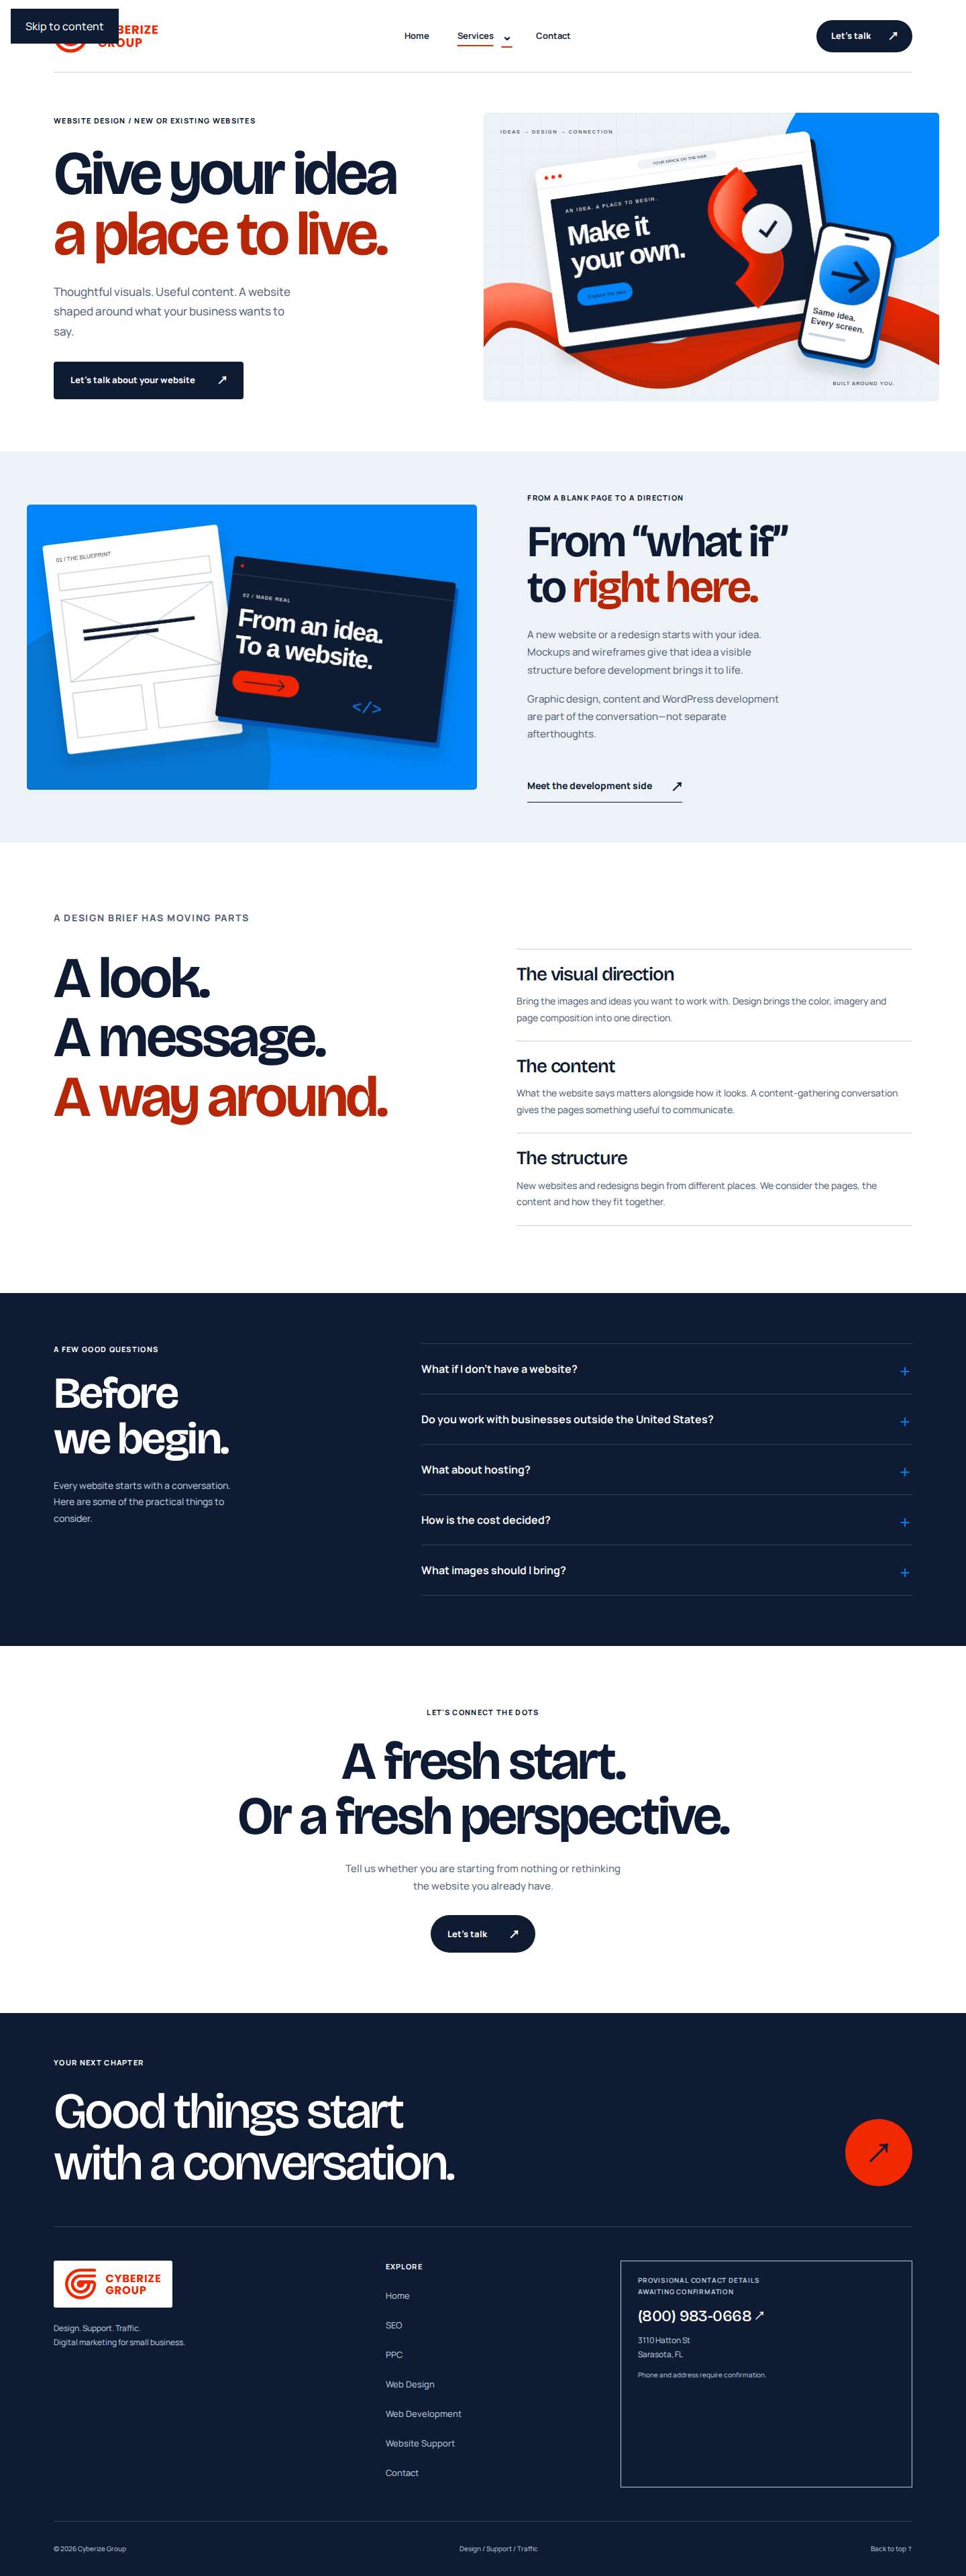 Skip to content
CYBERIZE
GROUP
Home
Services
Contact
Let's talk ↗
WEBSITE DESIGN / NEW OR EXISTING WEBSITES
Give your idea
a place to live.
Thoughtful visuals. Useful content. A website
shaped around what your business wants to
say.
Let's talk about your website ↗
IDEAS → DESIGN → CONNECTION
YOUR SPACE ON THE WEB
AN IDEA. A PLACE TO BEGIN.
Make it
your own.
Explore the idea
Same idea.
Every screen.
BUILT AROUND YOU.
01 / THE BLUEPRINT
02 / MADE REAL
From an idea.
To a website.
</>
FROM A BLANK PAGE TO A DIRECTION
From “what if”
to right here.
A new website or a redesign starts with your idea.
Mockups and wireframes give that idea a visible
structure before development brings it to life.
Graphic design, content and WordPress development
are part of the conversation—not separate
afterthoughts.
Meet the development side ↗
A DESIGN BRIEF HAS MOVING PARTS
A look.
A message.
A way around.
The visual direction
Bring the images and ideas you want to work with. Design brings the color, imagery and
page composition into one direction.
The content
What the website says matters alongside how it looks. A content-gathering conversation
gives the pages something useful to communicate.
The structure
New websites and redesigns begin from different places. We consider the pages, the
content and how they fit together.
A FEW GOOD QUESTIONS
Before
we begin.
Every website starts with a conversation.
Here are some of the practical things to
consider.
What if I don't have a website? +
Do you work with businesses outside the United States? +
What about hosting? +
How is the cost decided? +
What images should I bring? +
LET'S CONNECT THE DOTS
A fresh start.
Or a fresh perspective.
Tell us whether you are starting from nothing or rethinking
the website you already have.
Let's talk ↗
YOUR NEXT CHAPTER
Good things start
with a conversation.
↗
CYBERIZE
GROUP
Design. Support. Traffic.
Digital marketing for small business.
EXPLORE
Home
SEO
PPC
Web Design
Web Development
Website Support
Contact
PROVISIONAL CONTACT DETAILS
AWAITING CONFIRMATION
(800) 983-0668 ↗
3110 Hatton St
Sarasota, FL
Phone and address require confirmation.
© 2026 Cyberize Group
Design / Support / Traffic
Back to top ↑